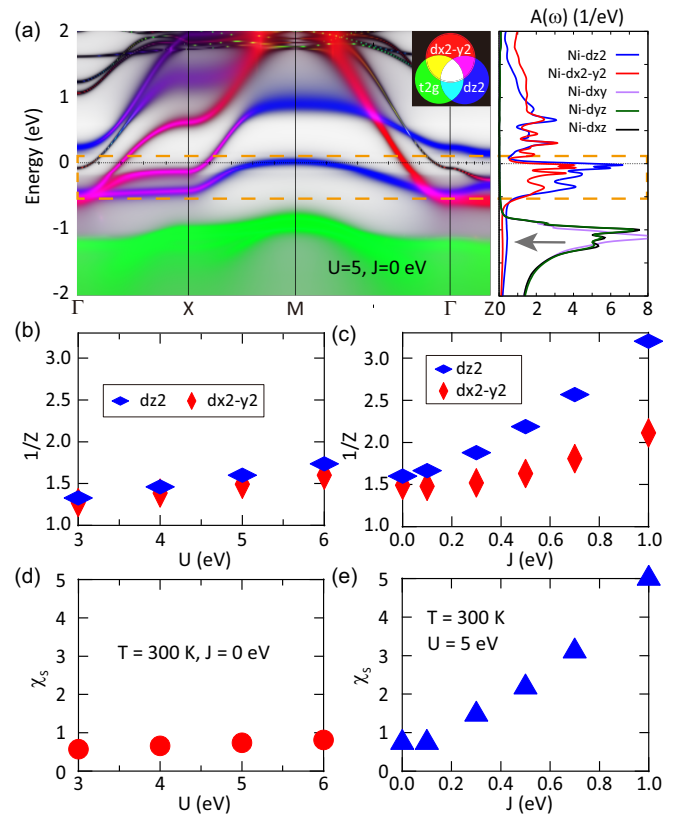 (a)
2
1
0
-1
-2
Energy (eV)
dx2-y2
t2g
dz2
U=5, J=0 eV
Γ X M Γ Z
A(ω) (1/eV)
Ni-dz2
Ni-dx2-y2
Ni-dxy
Ni-dyz
Ni-dxz
0 2 4 6 8
(b)
3.0
2.5
2.0
1.5
1.0
1/Z
dz2 dx2-y2
3 4 5 6
U (eV)
(c)
3.0
2.5
2.0
1.5
1.0
1/Z
dz2
dx2-y2
0.0 0.2 0.4 0.6 0.8 1.0
J (eV)
(d)
5
4
3
2
1
0
χs
T = 300 K, J = 0 eV
3 4 5 6
U (eV)
(e)
5
4
3
2
1
0
χs
T = 300 K
U = 5 eV
0.0 0.2 0.4 0.6 0.8 1.0
J (eV)